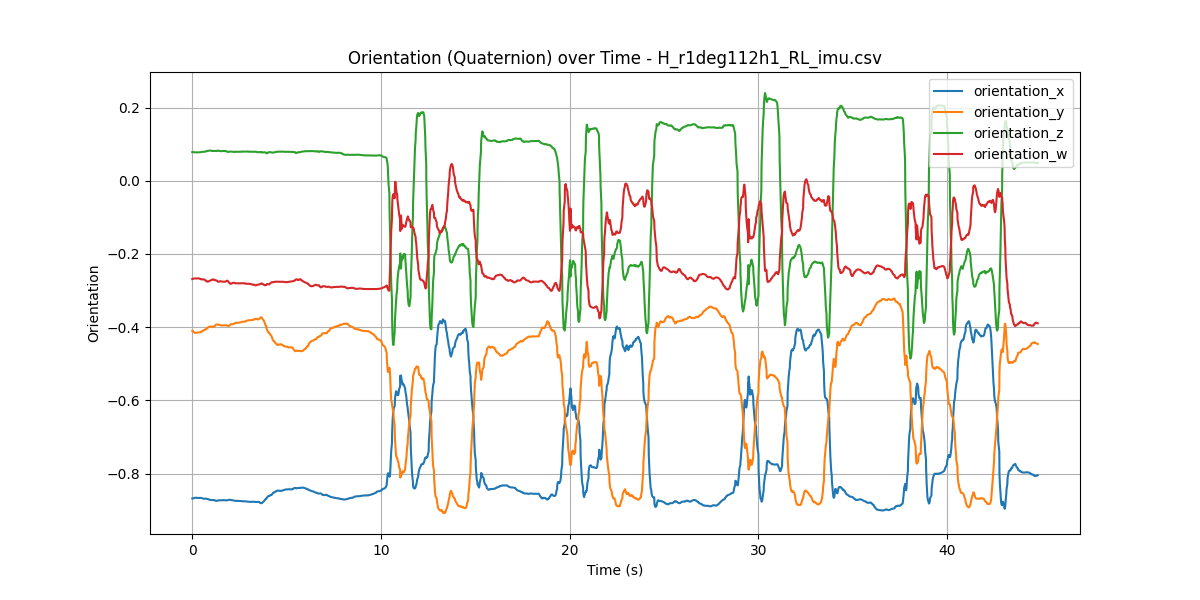 Orientation (Quaternion) over Time - H_r1deg112h1_RL_imu.csv
orientation_x
orientation_y
orientation_z
orientation_w
Orientation
0.2
0.0
−0.2
−0.4
−0.6
−0.8
0 10 20 30 40
Time (s)